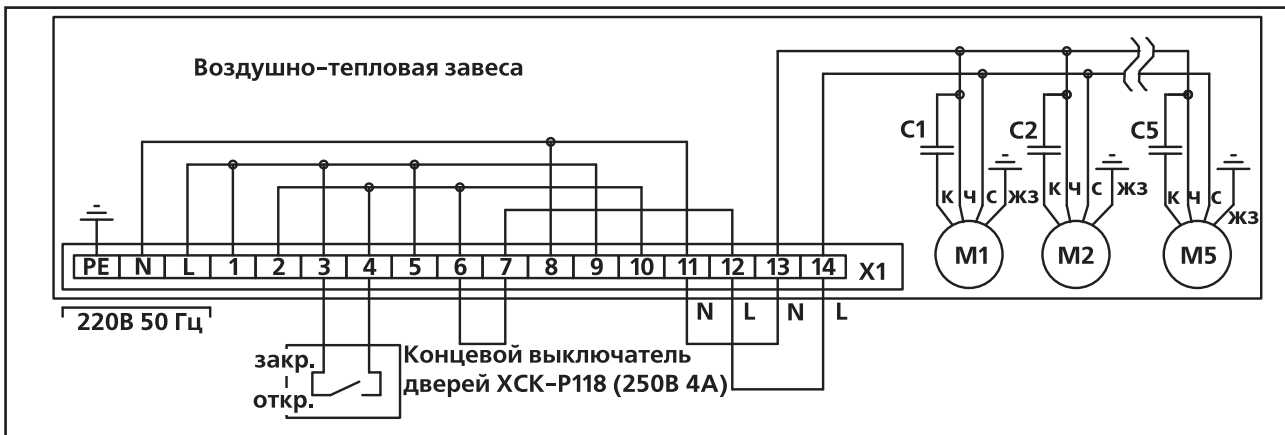 Воздушно-тепловая завеса
C1 C2 C5
К Ч С ЖЗ К Ч С ЖЗ К Ч С ЖЗ
M1 M2 M5
PE N L 1 2 3 4 5 6 7 8 9 10 11 12 13 14 X1
220В 50 Гц
N L N L
закр.
откр.
Концевой выключатель
дверей XCK-P118 (250В 4А)